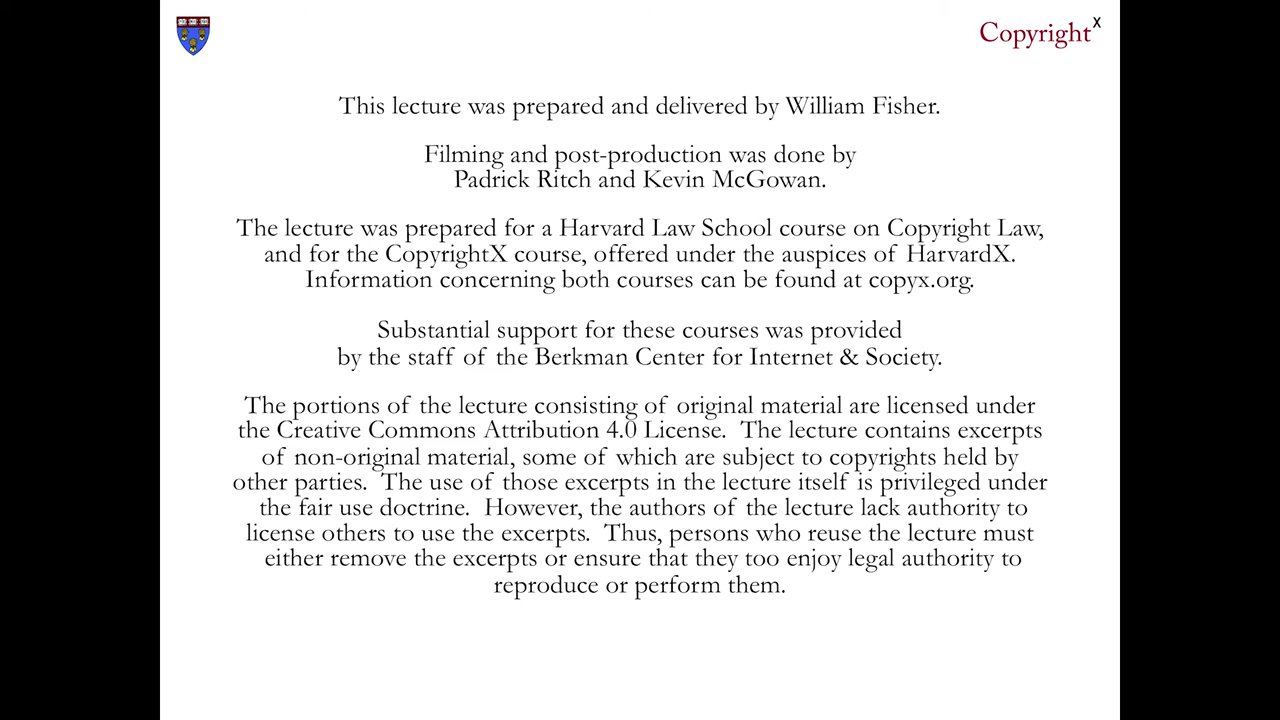 Copyright^X
This lecture was prepared and delivered by William Fisher.
Filming and post-production was done by
Padrick Ritch and Kevin McGowan.
The lecture was prepared for a Harvard Law School course on Copyright Law,
and for the CopyrightX course, offered under the auspices of HarvardX.
Information concerning both courses can be found at copyx.org.
Substantial support for these courses was provided
by the staff of the Berkman Center for Internet & Society.
The portions of the lecture consisting of original material are licensed under
the Creative Commons Attribution 4.0 License. The lecture contains excerpts
of non-original material, some of which are subject to copyrights held by
other parties. The use of those excerpts in the lecture itself is privileged under
the fair use doctrine. However, the authors of the lecture lack authority to
license others to use the excerpts. Thus, persons who reuse the lecture must
either remove the excerpts or ensure that they too enjoy legal authority to
reproduce or perform them.